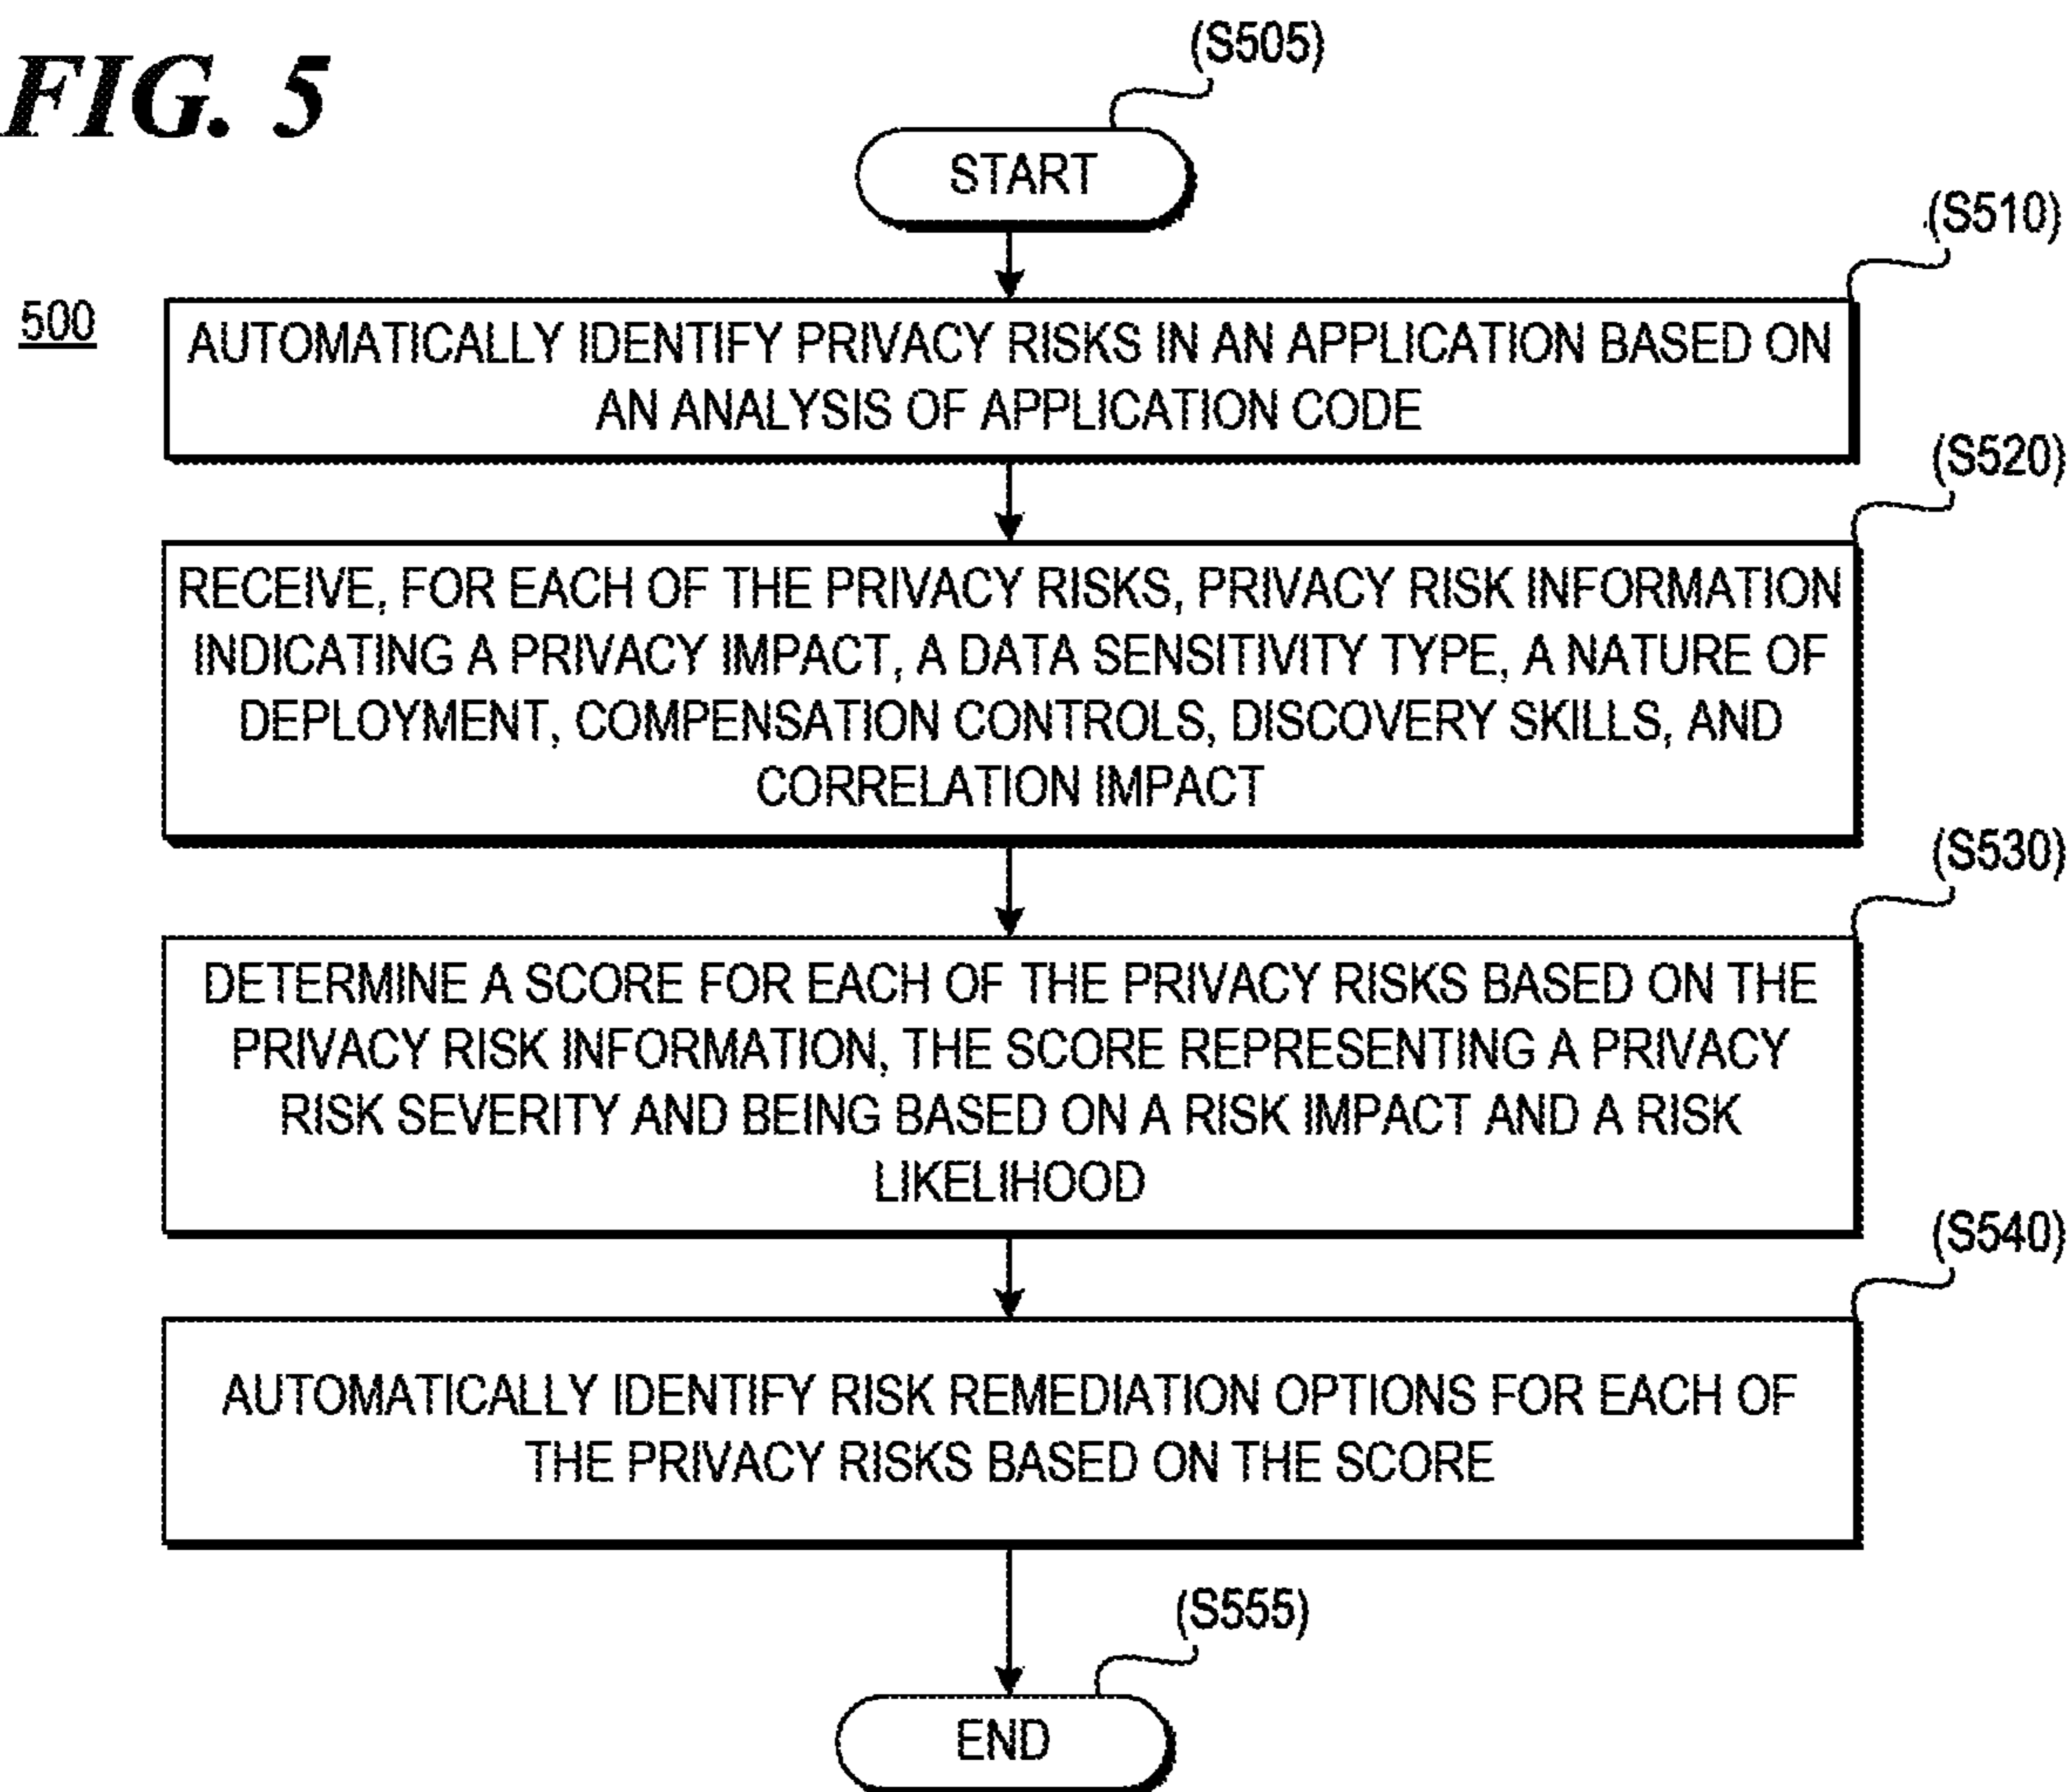 FIG. 5
(S505)
START
(S510)
500
AUTOMATICALLY IDENTIFY PRIVACY RISKS IN AN APPLICATION BASED ON
AN ANALYSIS OF APPLICATION CODE
(S520)
RECEIVE, FOR EACH OF THE PRIVACY RISKS, PRIVACY RISK INFORMATION
INDICATING A PRIVACY IMPACT, A DATA SENSITIVITY TYPE, A NATURE OF
DEPLOYMENT, COMPENSATION CONTROLS, DISCOVERY SKILLS, AND
CORRELATION IMPACT
(S530)
DETERMINE A SCORE FOR EACH OF THE PRIVACY RISKS BASED ON THE
PRIVACY RISK INFORMATION, THE SCORE REPRESENTING A PRIVACY
RISK SEVERITY AND BEING BASED ON A RISK IMPACT AND A RISK
LIKELIHOOD
(S540)
AUTOMATICALLY IDENTIFY RISK REMEDIATION OPTIONS FOR EACH OF
THE PRIVACY RISKS BASED ON THE SCORE
(S555)
END